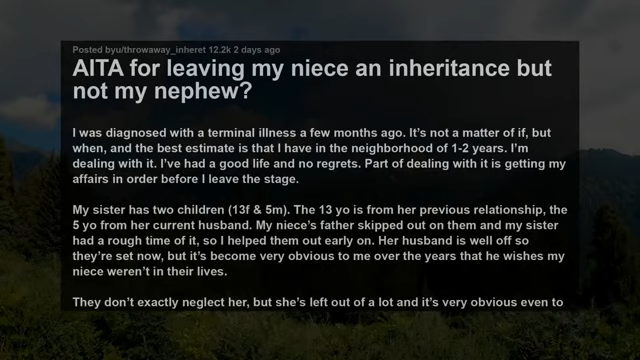 Posted byu/throwaway_inheret 12.2k 2 days ago
AITA for leaving my niece an inheritance but
not my nephew?
I was diagnosed with a terminal illness a few months ago. It’s not a matter of if, but
when, and the best estimate is that I have in the neighborhood of 1-2 years. I’m
dealing with it. I’ve had a good life and no regrets. Part of dealing with it is getting my
affairs in order before I leave the stage.
My sister has two children (13f & 5m). The 13 yo is from her previous relationship, the
5 yo from her current husband. My niece’s father skipped out on them and my sister
had a rough time of it, so I helped them out early on. Her husband is well off so
they’re set now, but it’s become very obvious to me over the years that he wishes my
niece weren’t in their lives.
They don’t exactly neglect her, but she’s left out of a lot and it’s very obvious even to